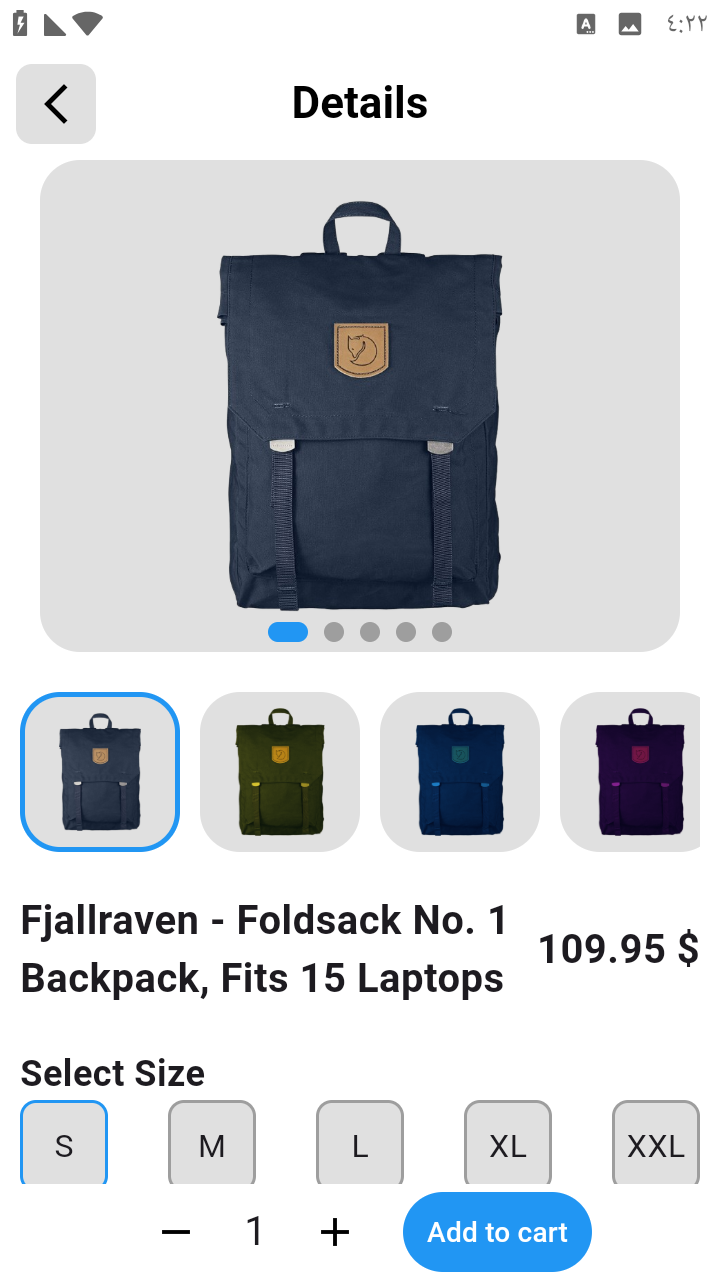 ٤:٢٢
Details
Fjallraven - Foldsack No. 1
Backpack, Fits 15 Laptops
109.95 $
Select Size
S M L XL XXL
1
Add to cart